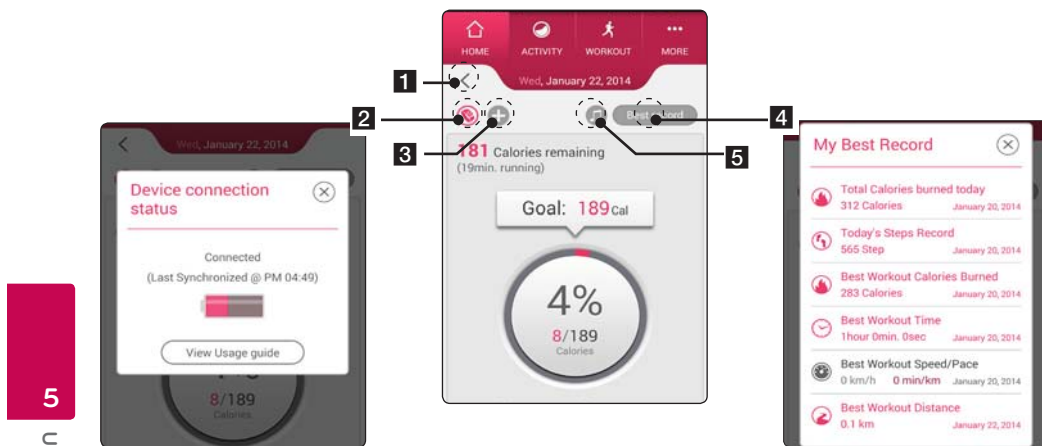 HOME ACTIVITY WORKOUT MORE
Wed, January 22, 2014
1
2
3
4
5
Best record
181 Calories remaining
(19min. running)
Goal: 189 Cal
4%
8/189
Calories
Wed, January 22, 2014
Device connection
status
Connected
(Last Synchronized @ PM 04:49)
View Usage guide
8/189
Calories
My Best Record
Total Calories burned today
312 Calories January 20, 2014
Today's Steps Record
565 Step January 20, 2014
Best Workout Calories Burned
283 Calories January 20, 2014
Best Workout Time
1hour 0min. 0sec January 20, 2014
Best Workout Speed/Pace
0 km/h 0 min/km January 20, 2014
Best Workout Distance
0.1 km January 22, 2014
5